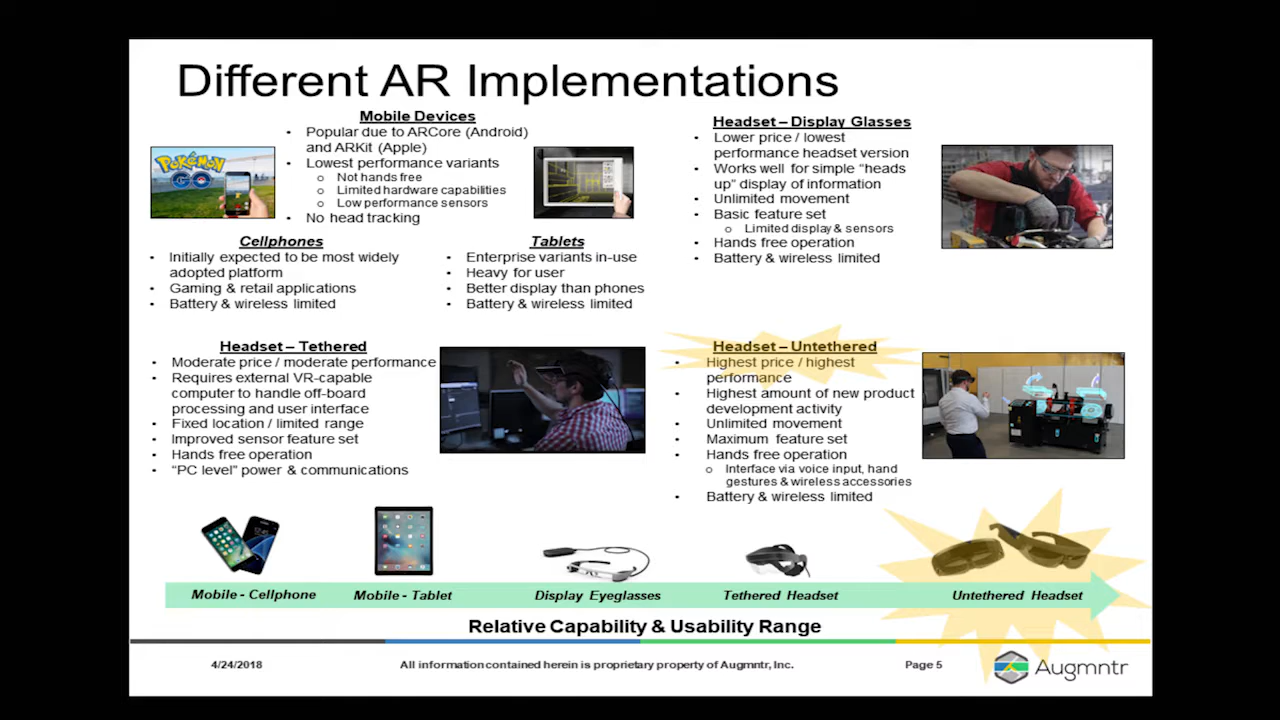 Different AR Implementations
Mobile Devices
• Popular due to ARCore (Android)
and ARKit (Apple)
• Lowest performance variants
o Not hands free
o Limited hardware capabilities
o Low performance sensors
• No head tracking
POKÉMON
GO
Cellphones
• Initially expected to be most widely
adopted platform
• Gaming & retail applications
• Battery & wireless limited
Tablets
• Enterprise variants in-use
• Heavy for user
• Better display than phones
• Battery & wireless limited
Headset – Display Glasses
• Lower price / lowest
performance headset version
• Works well for simple “heads
up” display of information
• Unlimited movement
• Basic feature set
o Limited display & sensors
• Hands free operation
• Battery & wireless limited
Headset – Tethered
• Moderate price / moderate performance
• Requires external VR-capable
computer to handle off-board
processing and user interface
• Fixed location / limited range
• Improved sensor feature set
• Hands free operation
• “PC level” power & communications
Headset – Untethered
• Highest price / highest
performance
• Highest amount of new product
development activity
• Unlimited movement
• Maximum feature set
• Hands free operation
o Interface via voice input, hand
gestures & wireless accessories
• Battery & wireless limited
Mobile - Cellphone
Mobile - Tablet
Display Eyeglasses
Tethered Headset
Untethered Headset
Relative Capability & Usability Range
4/24/2018
All information contained herein is proprietary property of Augmntr, Inc.
Page 5
Augmntr